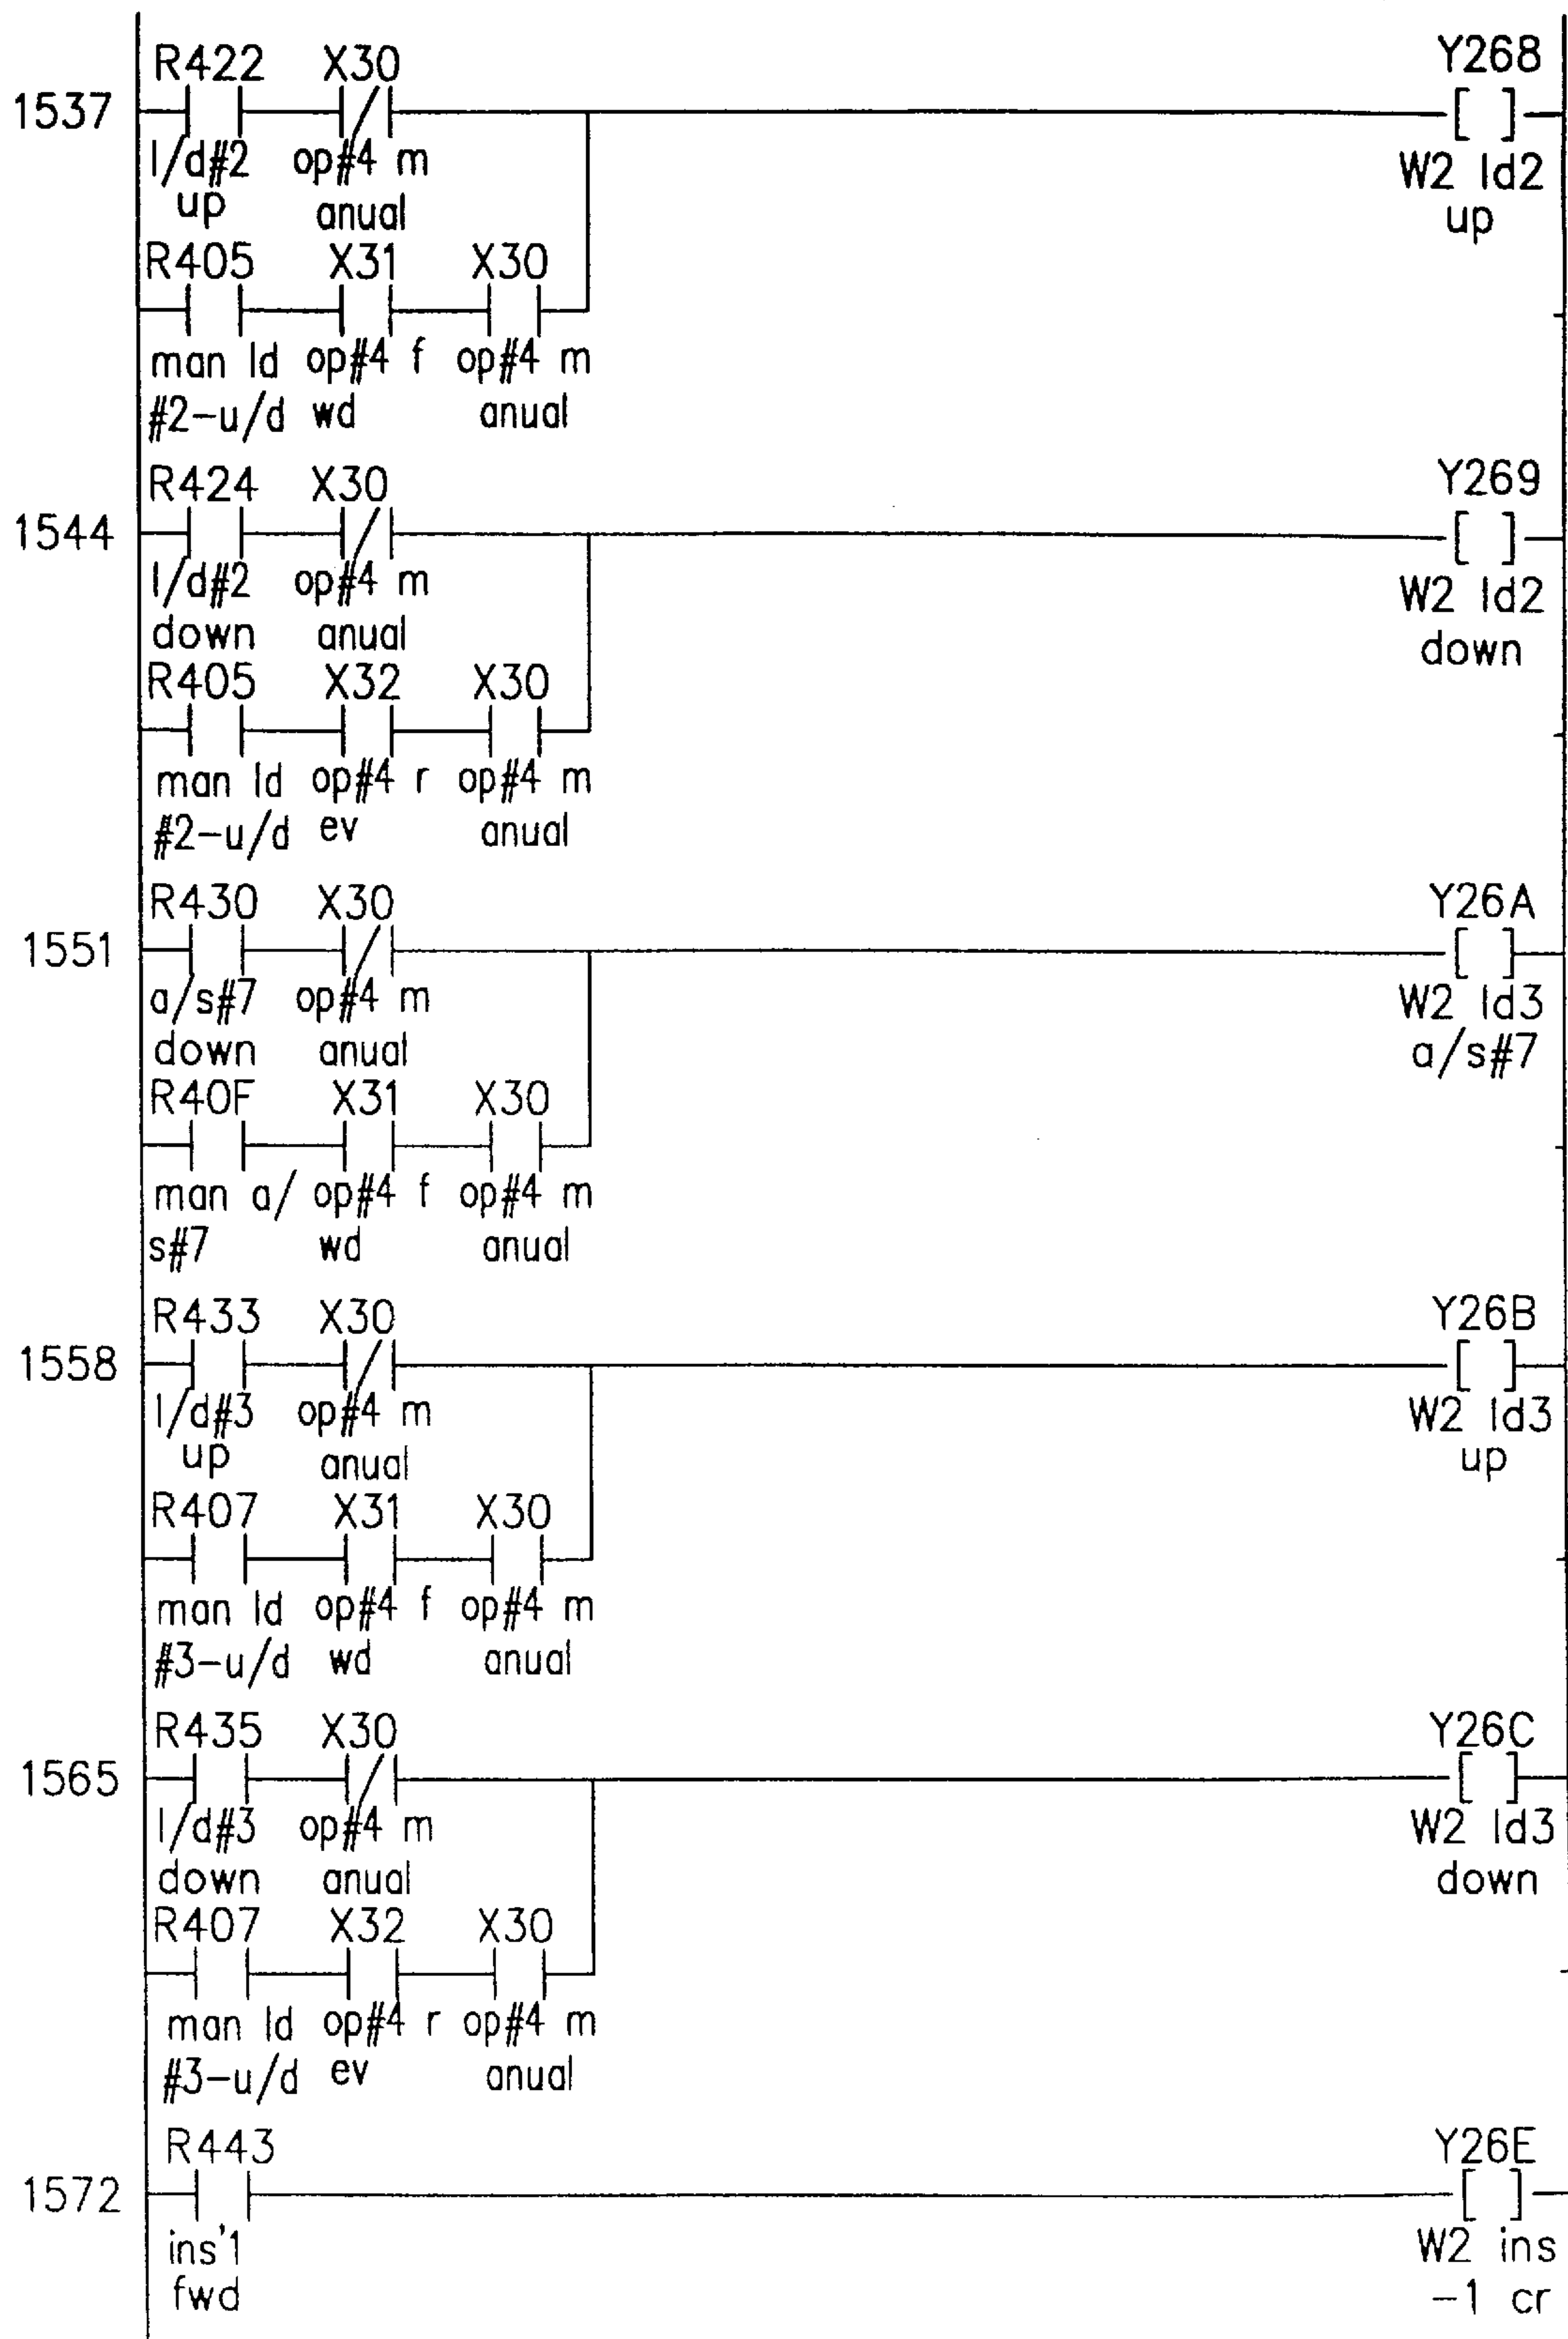 R422 X30 Y268
1537
l/d#2 op#4 m W2 ld2
up anual up
R405 X31 X30
man ld op#4 f op#4 m
#2-u/d wd anual
R424 X30 Y269
1544
l/d#2 op#4 m W2 ld2
down anual down
R405 X32 X30
man ld op#4 r op#4 m
#2-u/d ev anual
R430 X30 Y26A
1551
a/s#7 op#4 m W2 ld3
down anual a/s#7
R40F X31 X30
man a/ op#4 f op#4 m
s#7 wd anual
R433 X30 Y26B
1558
l/d#3 op#4 m W2 ld3
up anual up
R407 X31 X30
man ld op#4 f op#4 m
#3-u/d wd anual
R435 X30 Y26C
1565
l/d#3 op#4 m W2 ld3
down anual down
R407 X32 X30
man ld op#4 r op#4 m
#3-u/d ev anual
R443 Y26E
1572
ins'1 W2 ins
fwd -1 cr